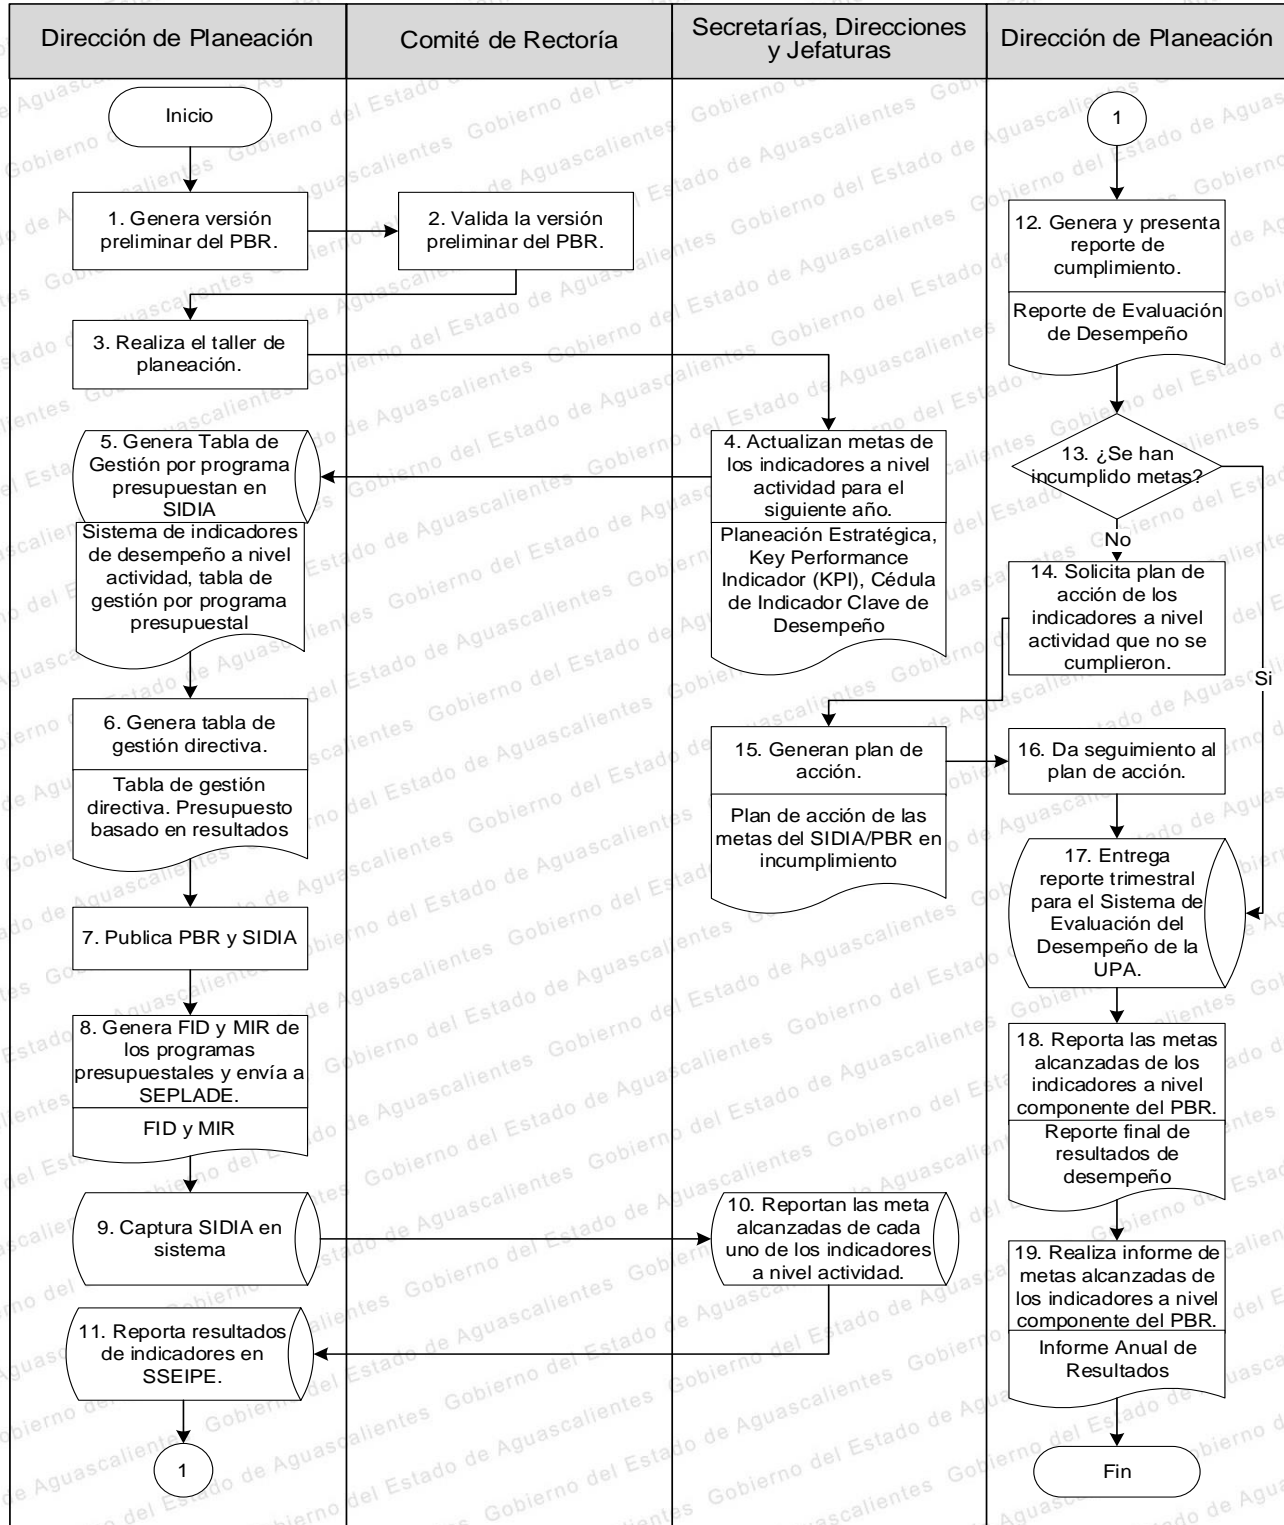 Dirección de Planeación
Comité de Rectoría
Secretarías, Direcciones
y Jefaturas
Dirección de Planeación
Inicio
1. Genera versión
preliminar del PBR.
2. Valida la versión
preliminar del PBR.
3. Realiza el taller de
planeación.
4. Actualizan metas de
los indicadores a nivel
actividad para el
siguiente año.
Planeación Estratégica,
Key Performance
Indicador (KPI), Cédula
de Indicador Clave de
Desempeño
5. Genera Tabla de
Gestión por programa
presupuestan en
SIDIA
Sistema de indicadores
de desempeño a nivel
actividad, tabla de
gestión por programa
presupuestal
6. Genera tabla de
gestión directiva.
Tabla de gestión
directiva. Presupuesto
basado en resultados
7. Publica PBR y SIDIA
8. Genera FID y MIR de
los programas
presupuestales y envía a
SEPLADE.
FID y MIR
9. Captura SIDIA en
sistema
10. Reportan las meta
alcanzadas de cada
uno de los indicadores
a nivel actividad.
11. Reporta resultados
de indicadores en
SSEIPE.
1
1
12. Genera y presenta
reporte de
cumplimiento.
Reporte de Evaluación
de Desempeño
13. ¿Se han
incumplido metas?
No
Si
14. Solicita plan de
acción de los
indicadores a nivel
actividad que no se
cumplieron.
15. Generan plan de
acción.
Plan de acción de las
metas del SIDIA/PBR en
incumplimiento
16. Da seguimiento al
plan de acción.
17. Entrega
reporte trimestral
para el Sistema de
Evaluación del
Desempeño de la
UPA.
18. Reporta las metas
alcanzadas de los
indicadores a nivel
componente del PBR.
Reporte final de
resultados de
desempeño
19. Realiza informe de
metas alcanzadas de
los indicadores a nivel
componente del PBR.
Informe Anual de
Resultados
Fin
Gobierno del Estado de Aguascalientes